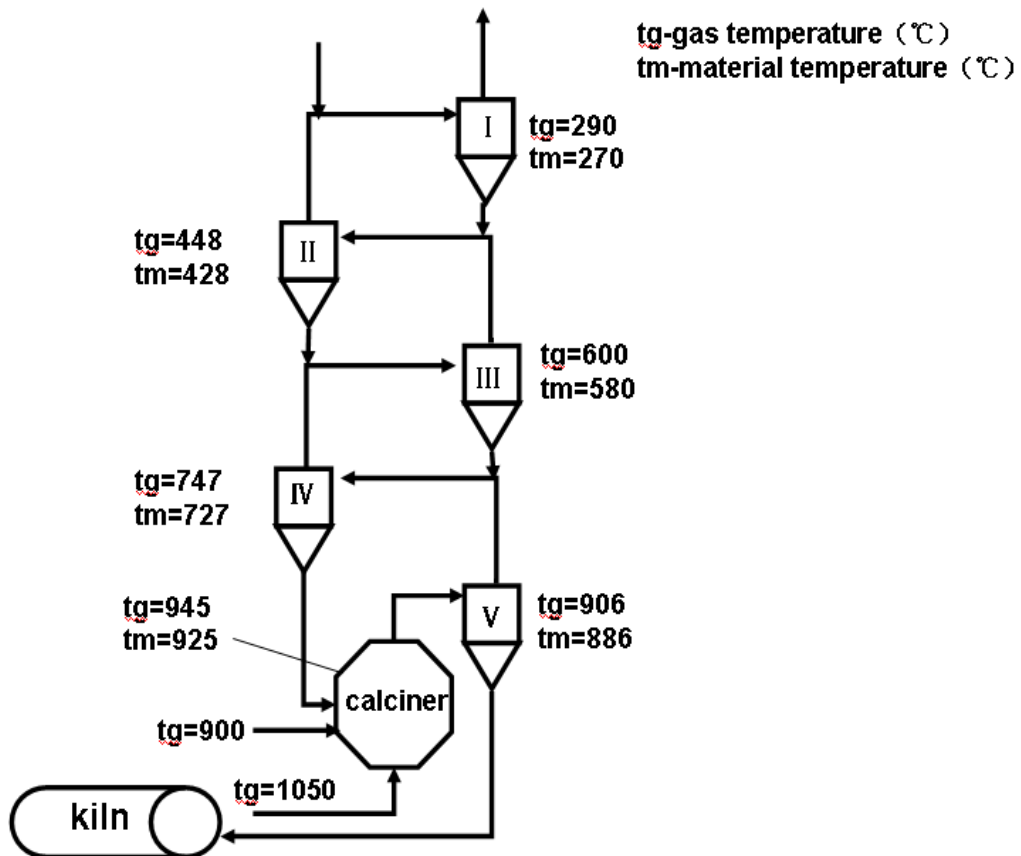 tg-gas temperature（℃）
tm-material temperature（℃）
I
tg=290
tm=270
II
tg=448
tm=428
III
tg=600
tm=580
IV
tg=747
tm=727
tg=945
tm=925
V
tg=906
tm=886
calciner
tg=900
tg=1050
kiln